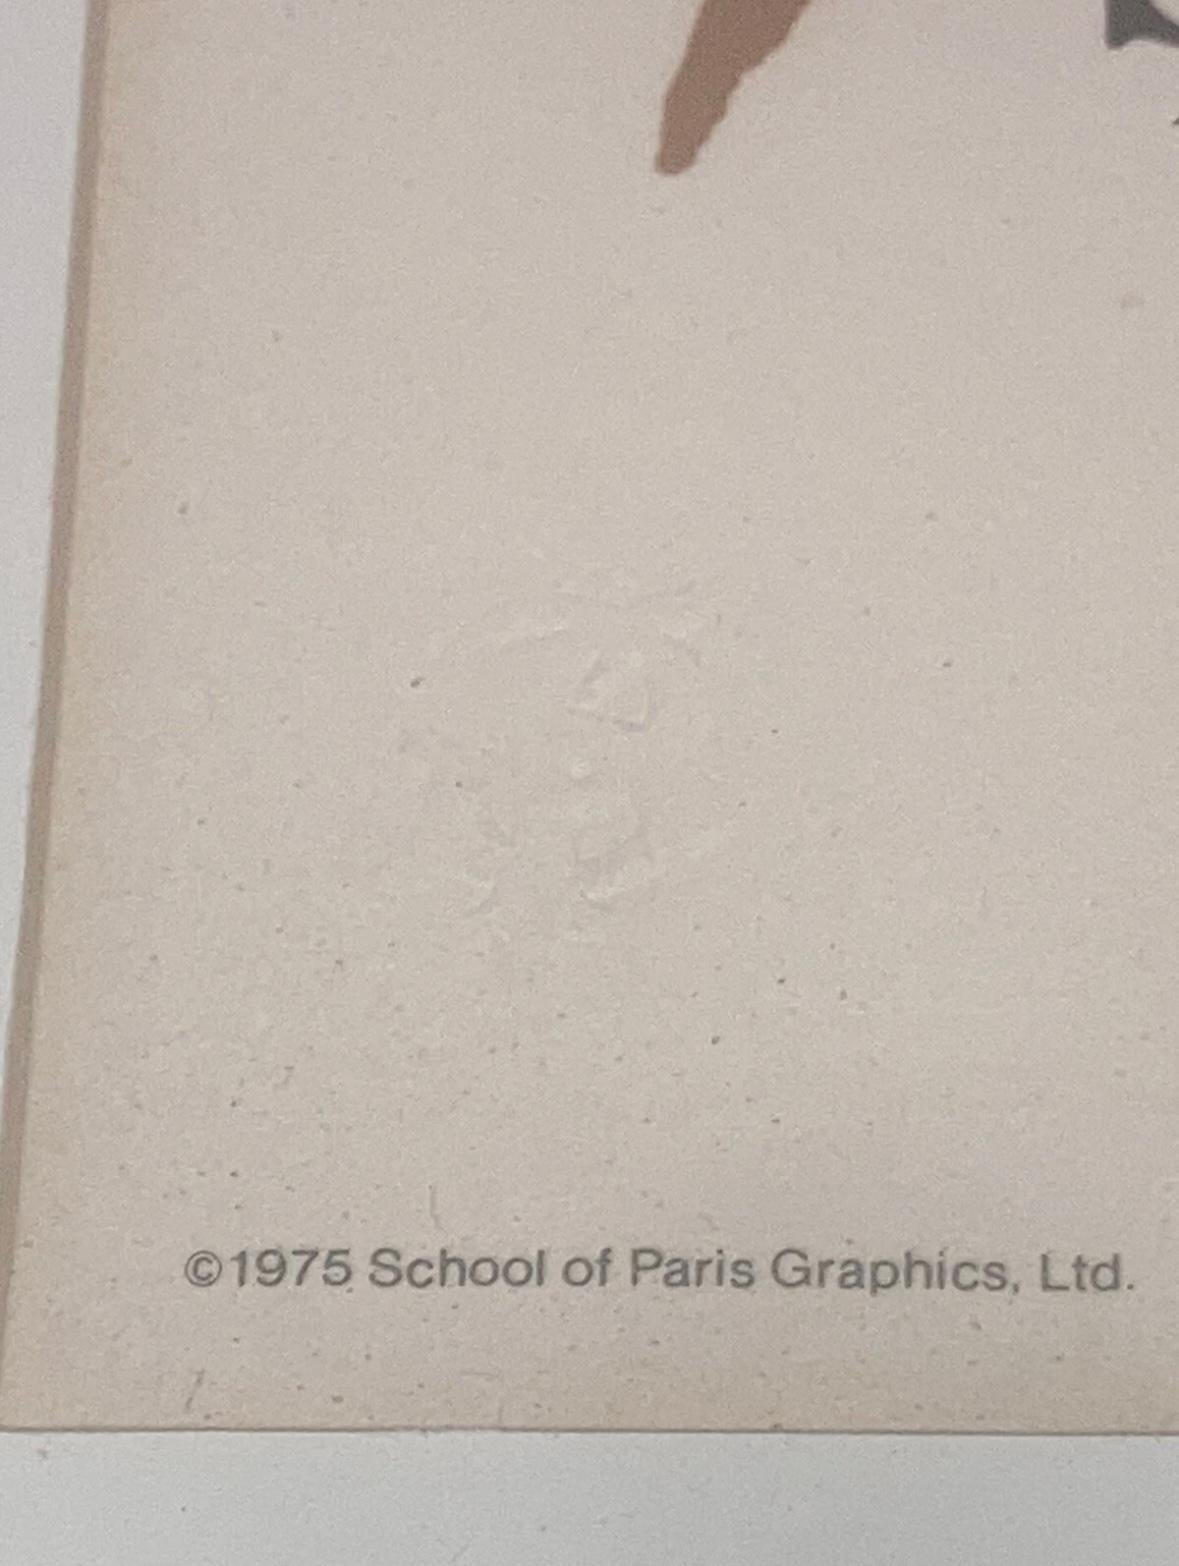 ©1975 School of Paris Graphics, Ltd.